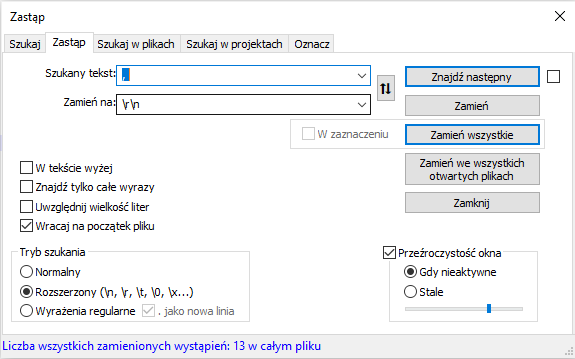 Zastąp
Szukaj Zastąp Szukaj w plikach Szukaj w projektach Oznacz
Szukany tekst: ,
Znajdź następny
Zamień na: \r\n
Zamień
W zaznaczeniu
Zamień wszystkie
Zamień we wszystkich
otwartych plikach
Zamknij
W tekście wyżej
Znajdź tylko całe wyrazy
Uwzględnij wielkość liter
Wracaj na początek pliku
Tryb szukania
Normalny
Rozszerzony (\n, \r, \t, \0, \x...)
Wyrażenia regularne . jako nowa linia
Przeźroczystość okna
Gdy nieaktywne
Stale
Liczba wszystkich zamienionych wystąpień: 13 w całym pliku